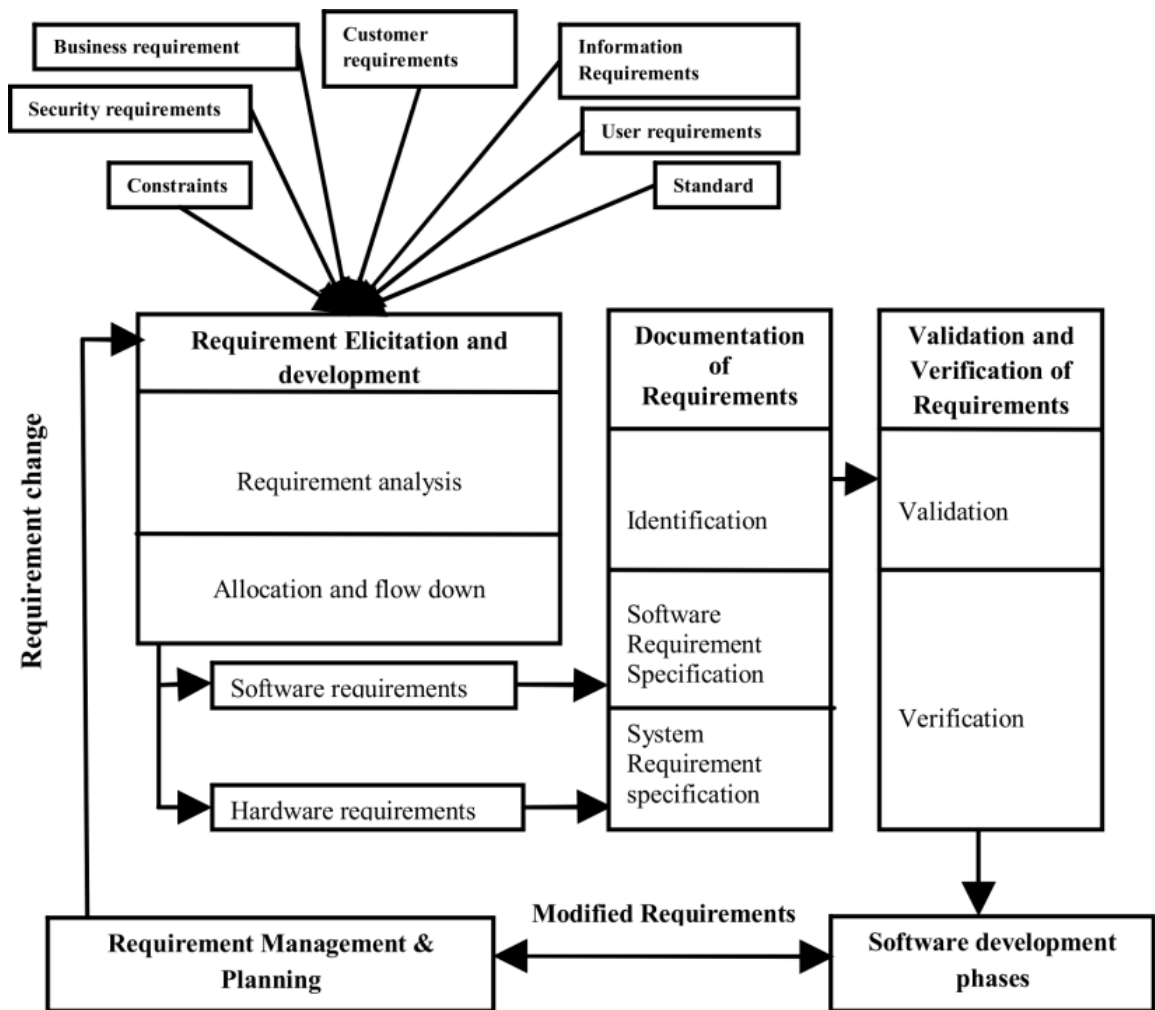 Business requirement
Customer
requirements
Information
Requirements
Security requirements
User requirements
Constraints
Standard
Requirement change
Requirement Elicitation and
development
Requirement analysis
Allocation and flow down
Software requirements
Hardware requirements
Documentation
of
Requirements
Identification
Software
Requirement
Specification
System
Requirement
specification
Validation and
Verification of
Requirements
Validation
Verification
Requirement Management &
Planning
Modified Requirements
Software development
phases